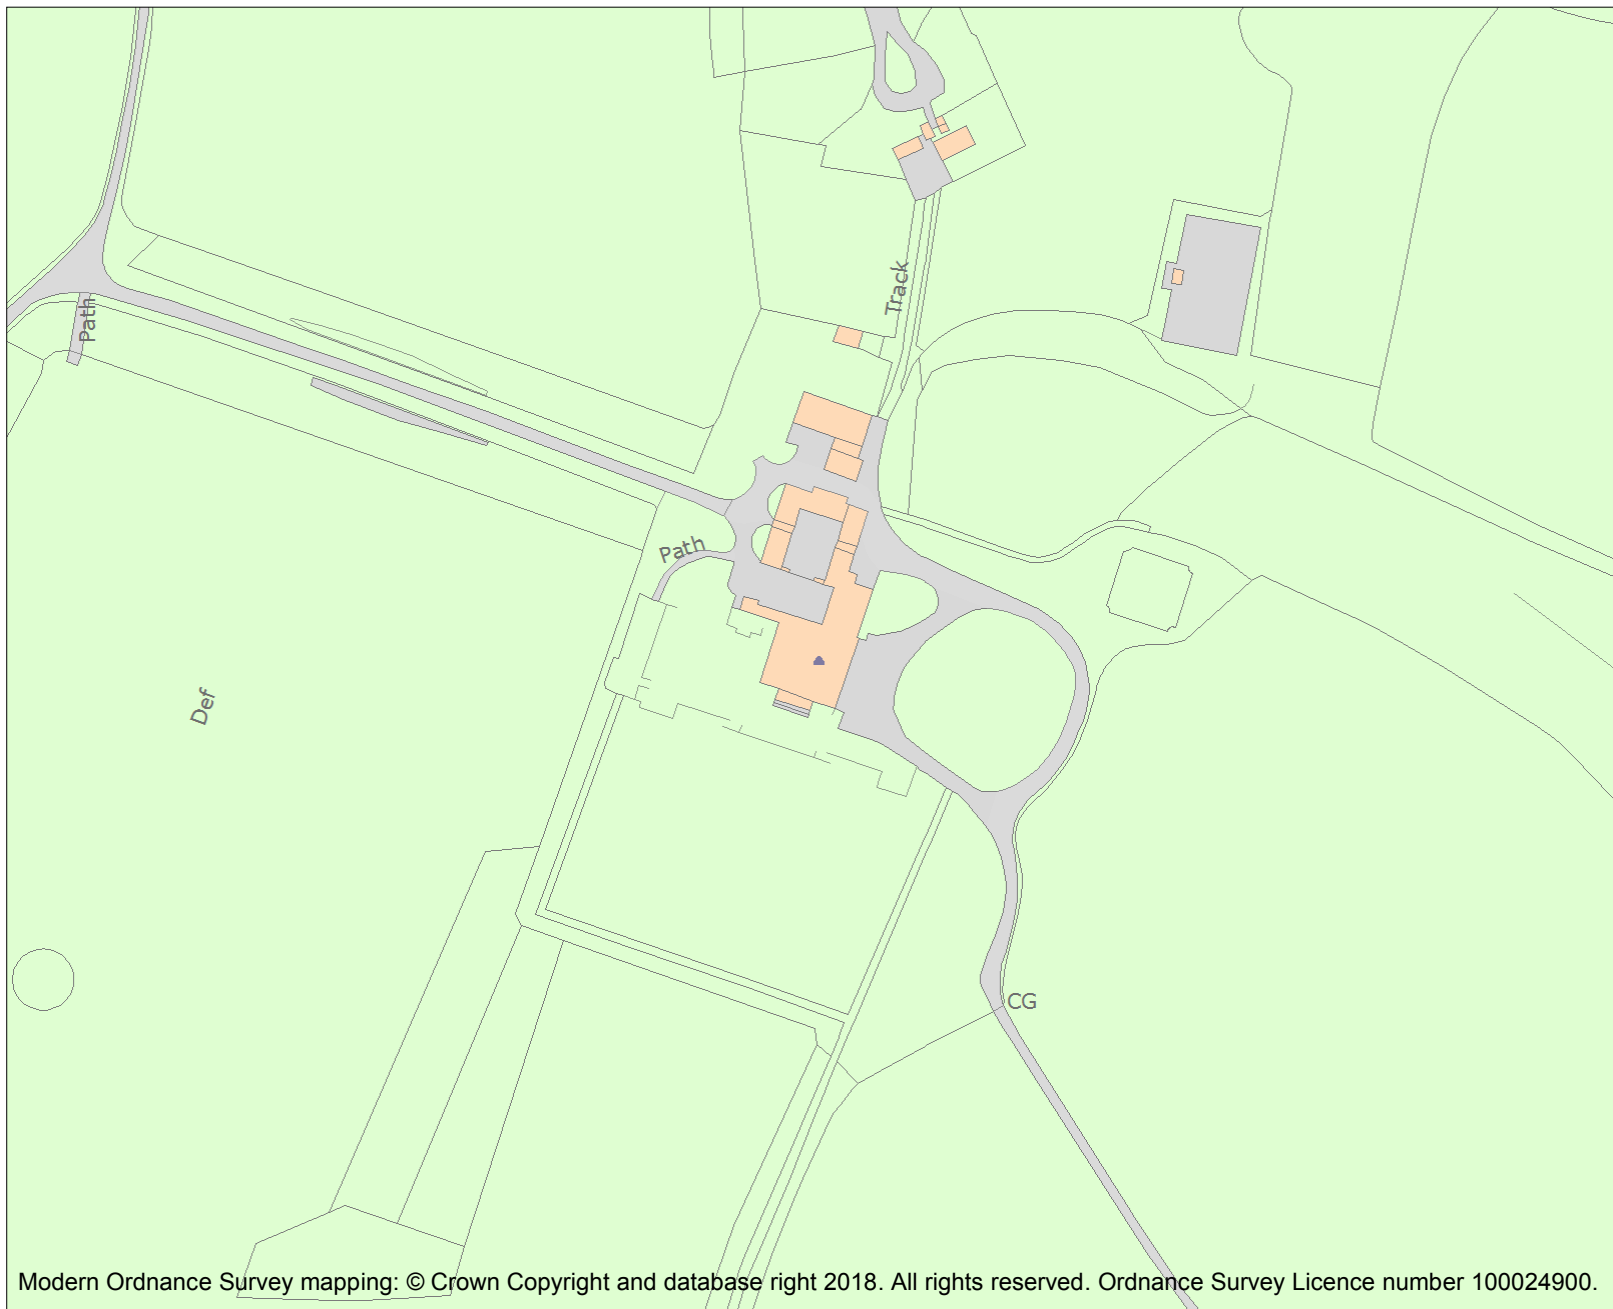 Track
Path
Path
Def
CG
Modern Ordnance Survey mapping: © Crown Copyright and database right 2018. All rights reserved. Ordnance Survey Licence number 100024900.